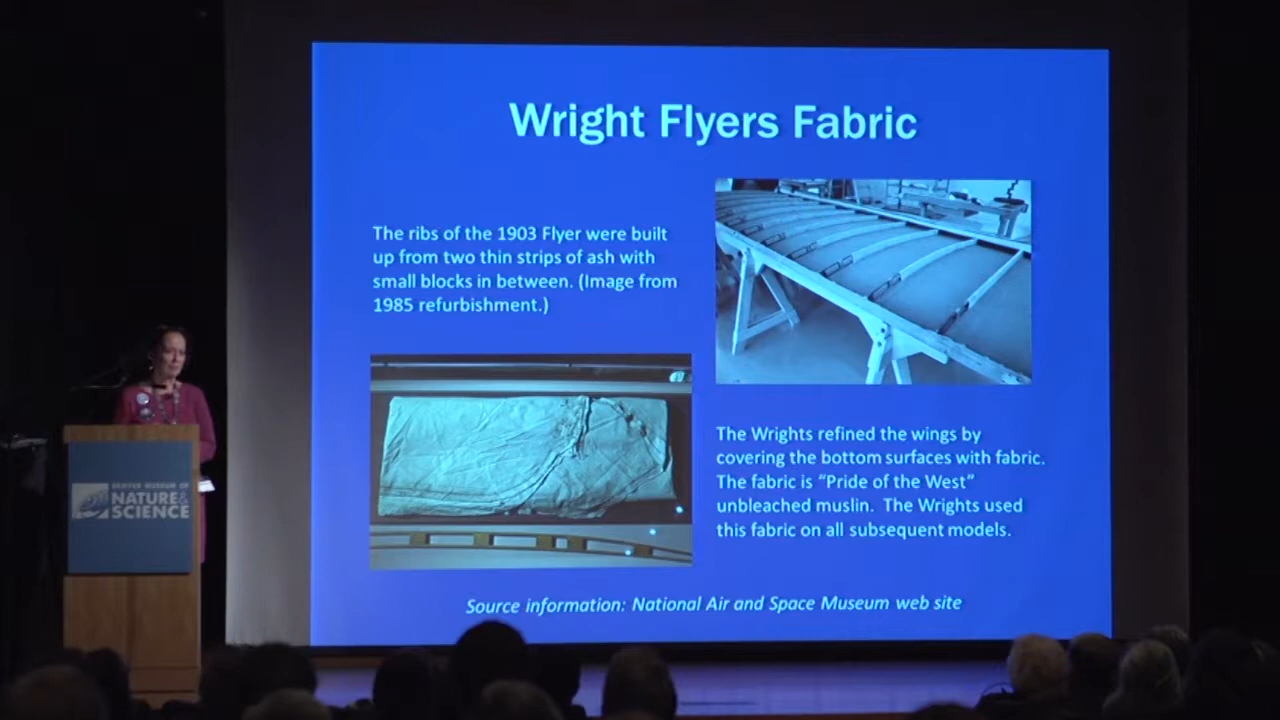 Wright Flyers Fabric
The ribs of the 1903 Flyer were built
up from two thin strips of ash with
small blocks in between. (Image from
1985 refurbishment.)
The Wrights refined the wings by
covering the bottom surfaces with fabric.
The fabric is “Pride of the West”
unbleached muslin. The Wrights used
this fabric on all subsequent models.
Source information: National Air and Space Museum web site
DENVER MUSEUM OF
NATURE&
SCIENCE